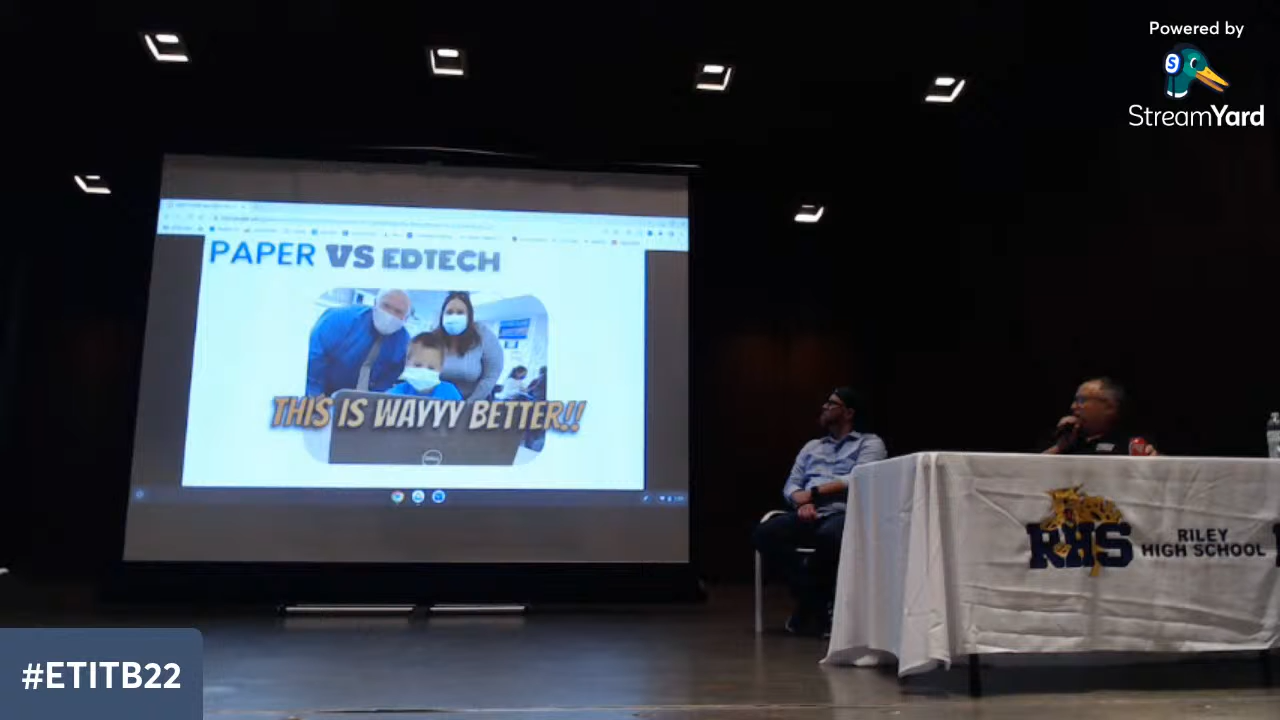 Powered by
StreamYard
PAPER VS EDTECH
THIS IS WAYYY BETTER!!
RHS
RILEY
HIGH SCHOOL
#ETITB22